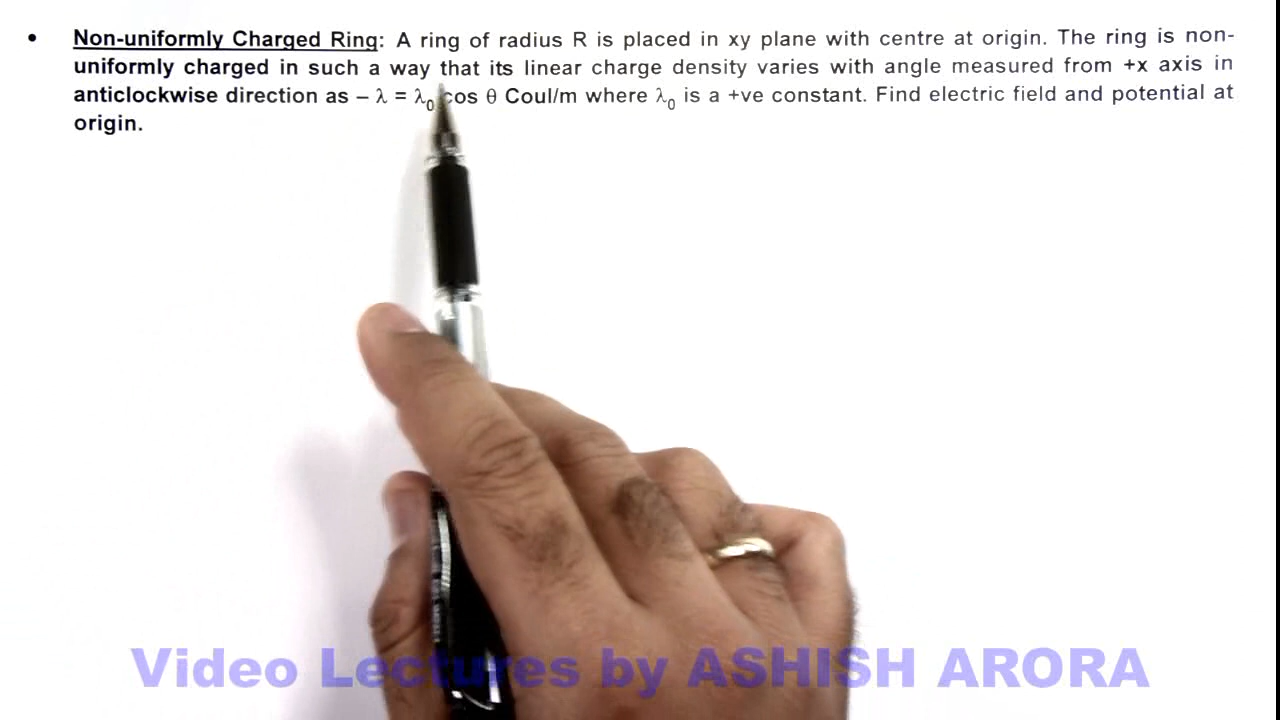 • Non-uniformly Charged Ring: A ring of radius R is placed in xy plane with centre at origin. The ring is non-
uniformly charged in such a way that its linear charge density varies with angle measured from +x axis in
anticlockwise direction as – λ = λ₀ cos θ Coul/m where λ₀ is a +ve constant. Find electric field and potential at
origin.
Video Lectures by ASHISH ARORA